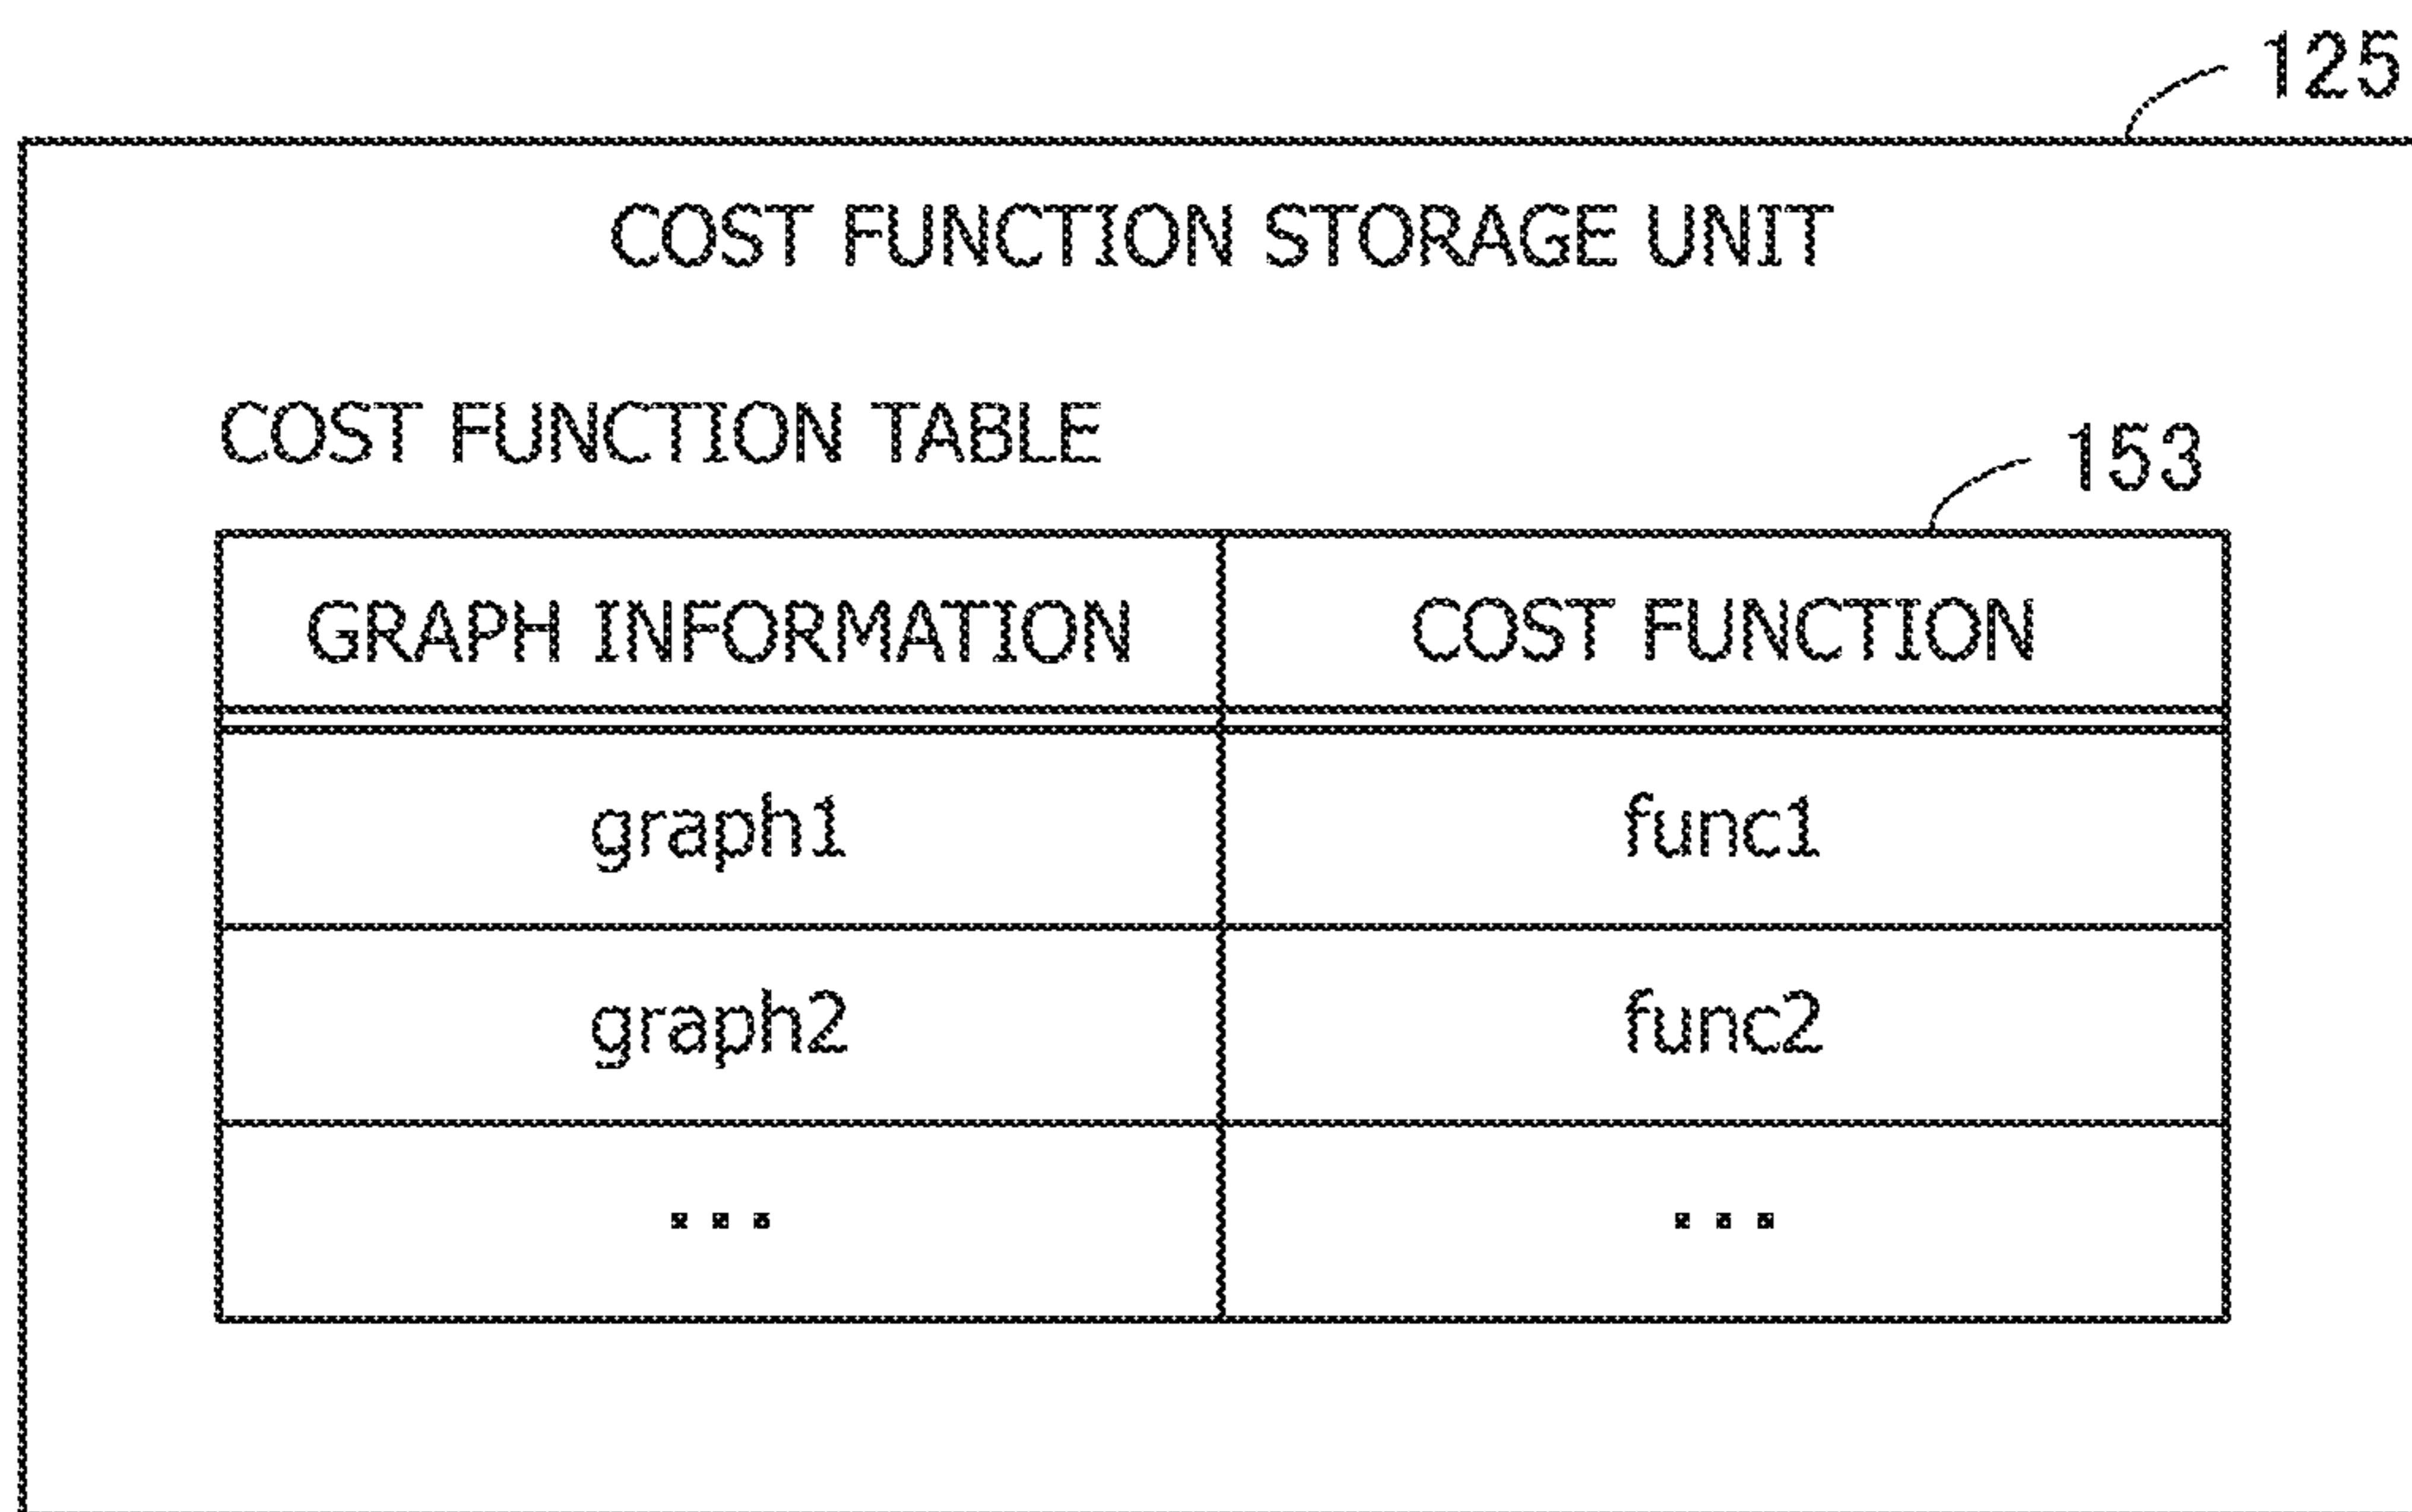 125
COST FUNCTION STORAGE UNIT
COST FUNCTION TABLE
153
GRAPH INFORMATION COST FUNCTION
graph1 func1
graph2 func2
... ...